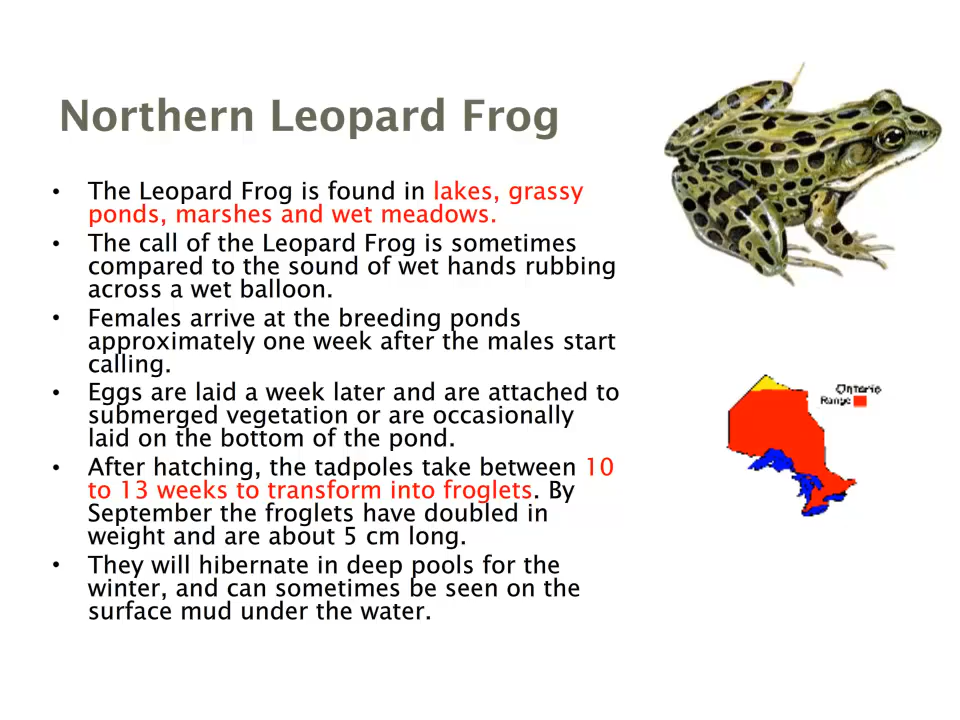 Northern Leopard Frog
• The Leopard Frog is found in lakes, grassy
ponds, marshes and wet meadows.
• The call of the Leopard Frog is sometimes
compared to the sound of wet hands rubbing
across a wet balloon.
• Females arrive at the breeding ponds
approximately one week after the males start
calling.
• Eggs are laid a week later and are attached to
submerged vegetation or are occasionally
laid on the bottom of the pond.
• After hatching, the tadpoles take between 10
to 13 weeks to transform into froglets. By
September the froglets have doubled in
weight and are about 5 cm long.
• They will hibernate in deep pools for the
winter, and can sometimes be seen on the
surface mud under the water.
Ontario
Range